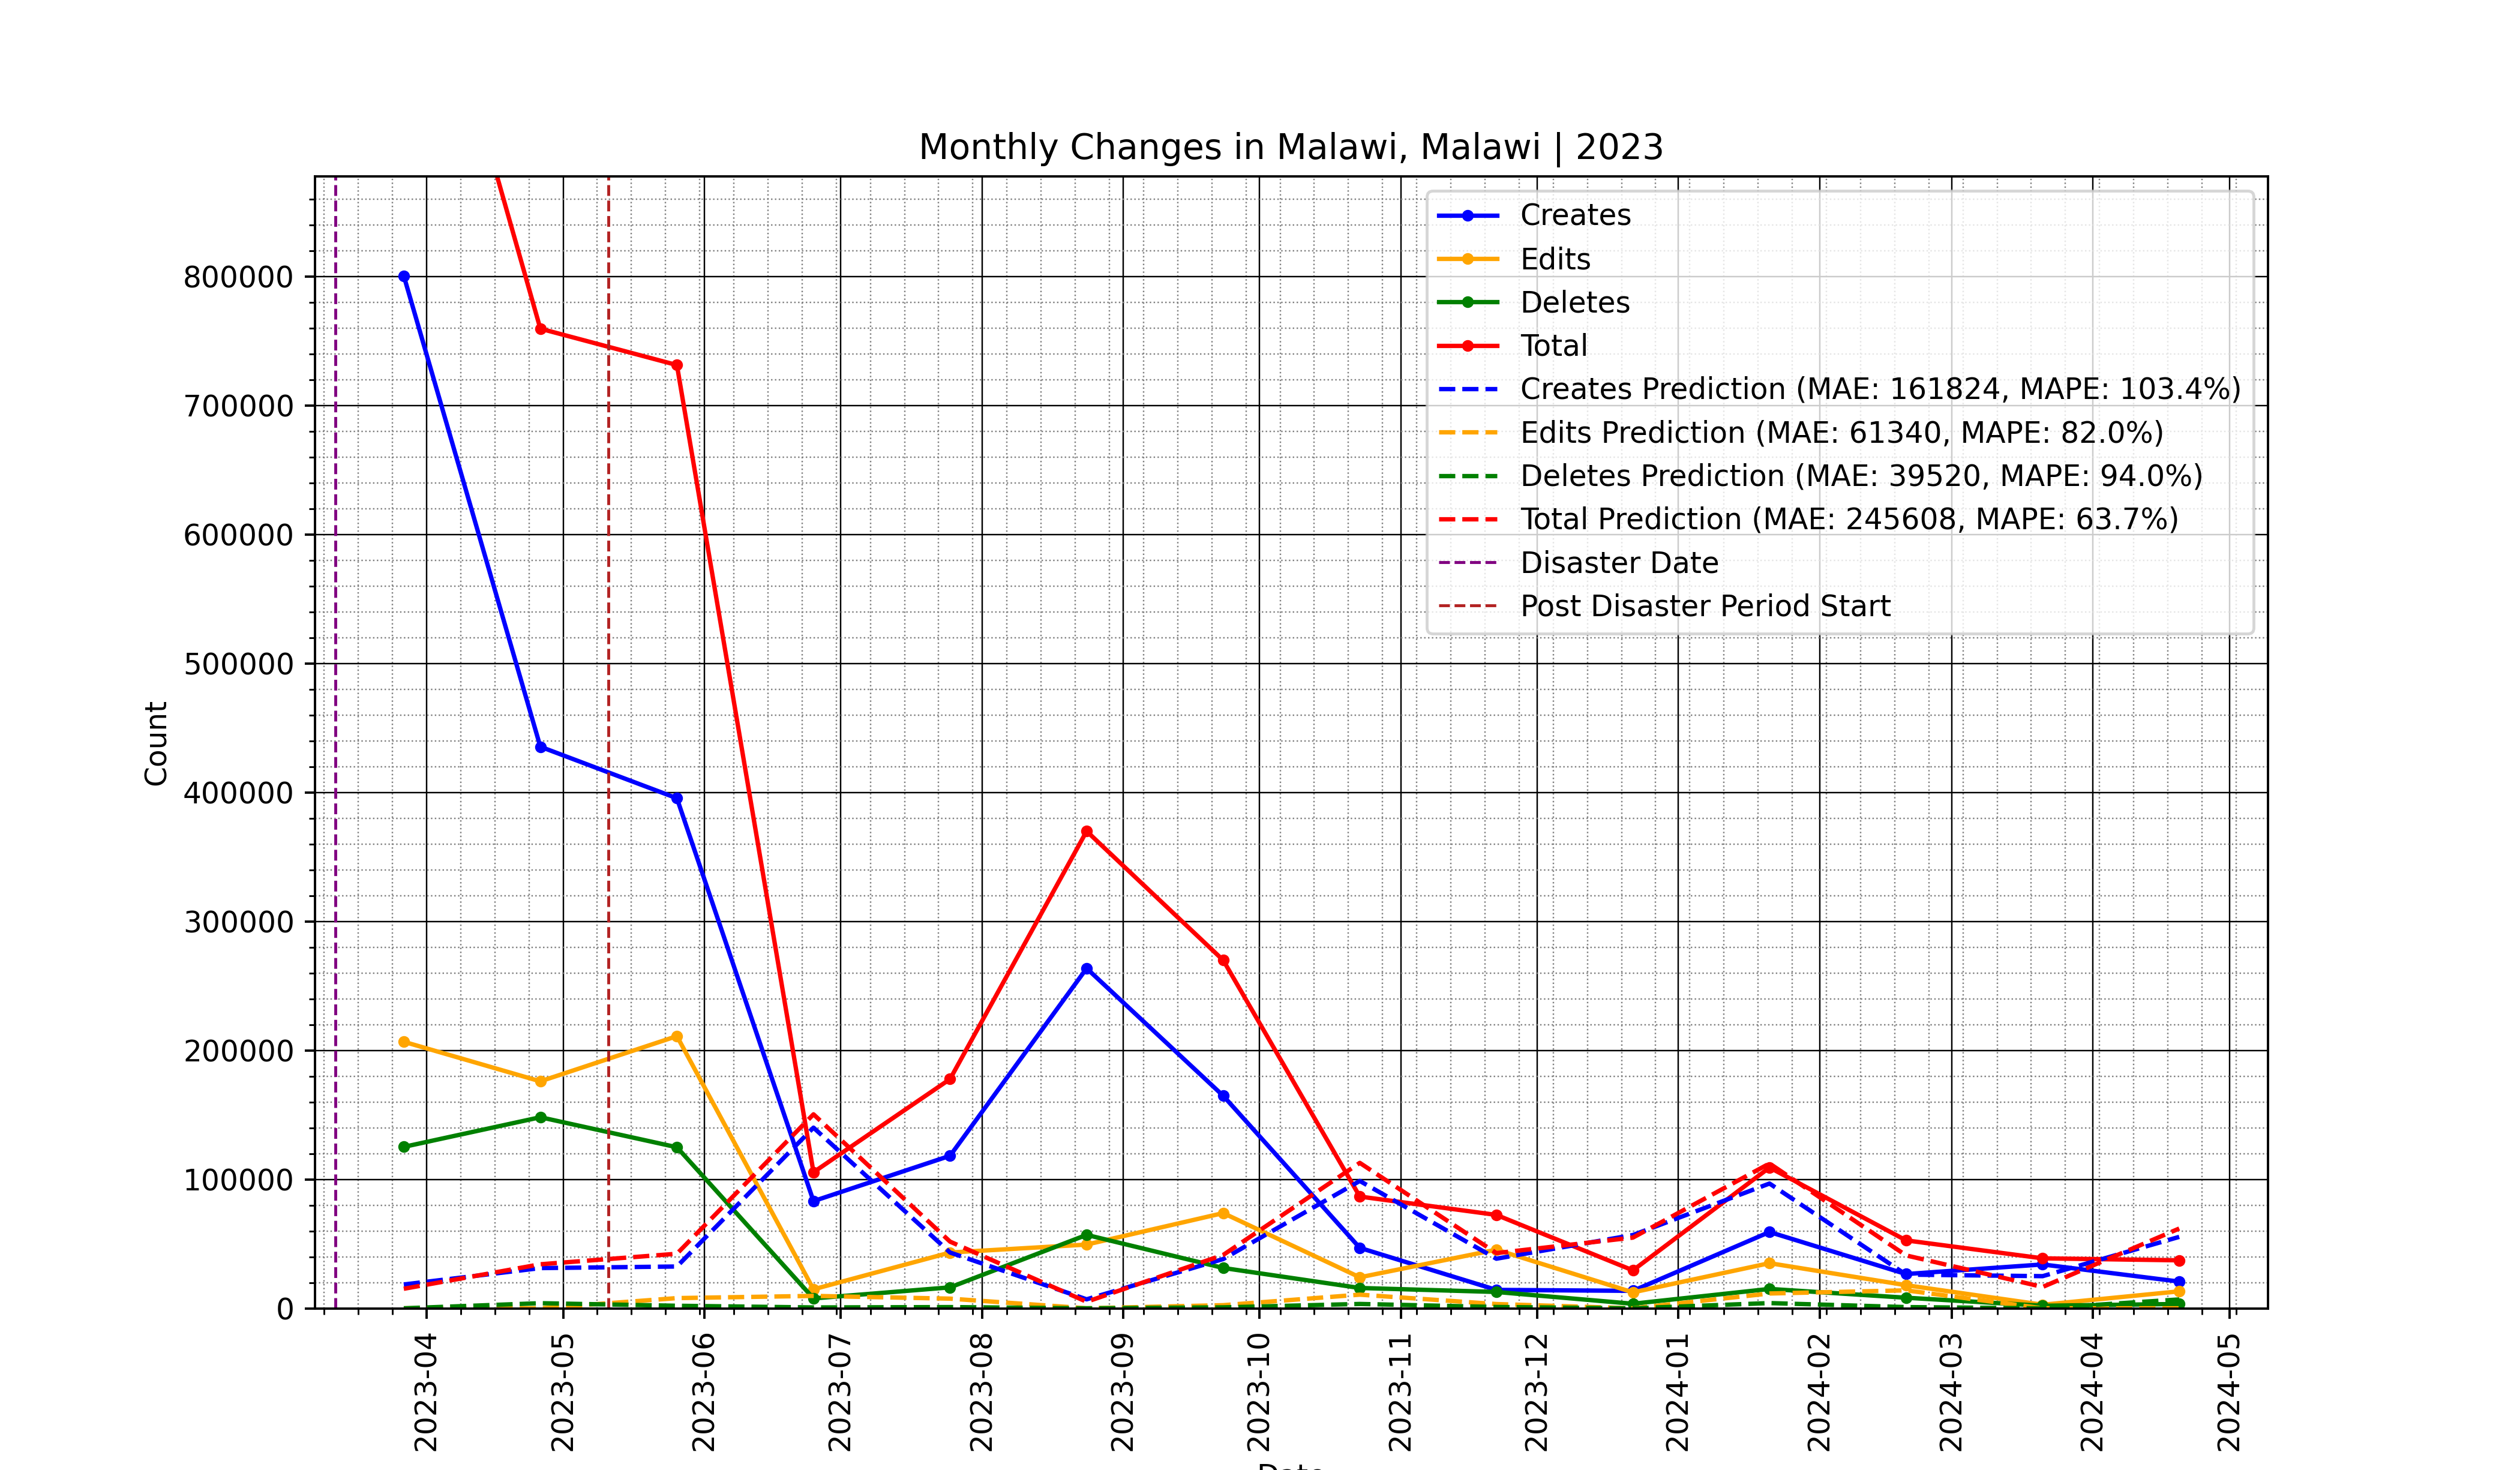 Monthly Changes in Malawi, Malawi | 2023
Creates
Edits
Deletes
Total
Creates Prediction (MAE: 161824, MAPE: 103.4%)
Edits Prediction (MAE: 61340, MAPE: 82.0%)
Deletes Prediction (MAE: 39520, MAPE: 94.0%)
Total Prediction (MAE: 245608, MAPE: 63.7%)
Disaster Date
Post Disaster Period Start
Count
800000
700000
600000
500000
400000
300000
200000
100000
0
2023-04
2023-05
2023-06
2023-07
2023-08
2023-09
2023-10
2023-11
2023-12
2024-01
2024-02
2024-03
2024-04
2024-05
Date